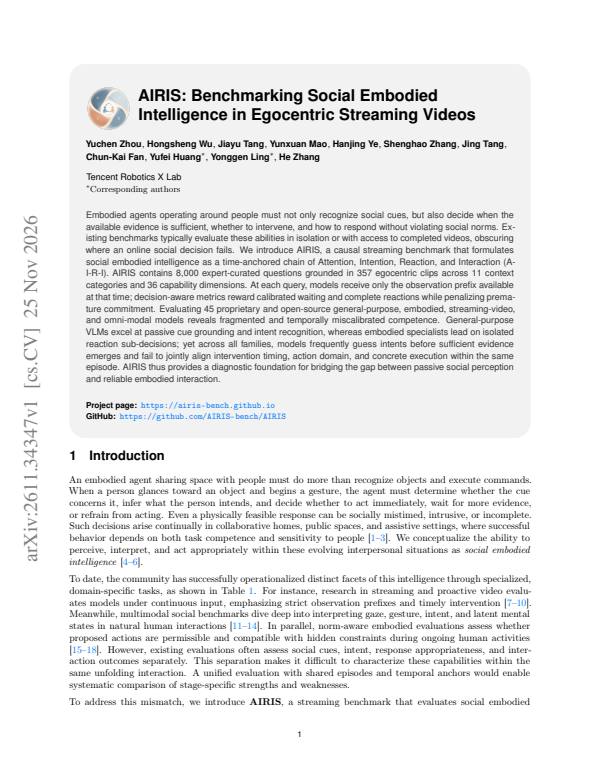 arXiv:2611.34347v1 [cs.CV] 25 Nov 2026
AIRIS: Benchmarking Social Embodied
Intelligence in Egocentric Streaming Videos
Yuchen Zhou, Hongsheng Wu, Jiayu Tang, Yunxuan Mao, Hanjing Ye, Shenghao Zhang, Jing Tang,
Chun-Kai Fan, Yufei Huang*, Yonggen Ling*, He Zhang
Tencent Robotics X Lab
*Corresponding authors
Embodied agents operating around people must not only recognize social cues, but also decide when the
available evidence is sufficient, whether to intervene, and how to respond without violating social norms. Ex-
isting benchmarks typically evaluate these abilities in isolation or with access to completed videos, obscuring
where an online social decision fails. We introduce AIRIS, a causal streaming benchmark that formulates
social embodied intelligence as a time-anchored chain of Attention, Intention, Reaction, and Interaction (A-
I-R-I). AIRIS contains 8,000 expert-curated questions grounded in 357 egocentric clips across 11 context
categories and 36 capability dimensions. At each query, models receive only the observation prefix available
at that time; decision-aware metrics reward calibrated waiting and complete reactions while penalizing prema-
ture commitment. Evaluating 45 proprietary and open-source general-purpose, embodied, streaming-video,
and omni-modal models reveals fragmented and temporally miscalibrated competence. General-purpose
VLMs excel at passive cue grounding and intent recognition, whereas embodied specialists lead on isolated
reaction sub-decisions; yet across all families, models frequently guess intents before sufficient evidence
emerges and fail to jointly align intervention timing, action domain, and concrete execution within the same
episode. AIRIS thus provides a diagnostic foundation for bridging the gap between passive social perception
and reliable embodied interaction.
Project page: https://airis-bench.github.io
GitHub: https://github.com/AIRIS-bench/AIRIS
1 Introduction
An embodied agent sharing space with people must do more than recognize objects and execute commands.
When a person glances toward an object and begins a gesture, the agent must determine whether the cue
concerns it, infer what the person intends, and decide whether to act immediately, wait for more evidence,
or refrain from acting. Even a physically feasible response can be socially mistimed, intrusive, or incomplete.
Such decisions arise continually in collaborative homes, public spaces, and assistive settings, where successful
behavior depends on both task competence and sensitivity to people [1–3]. We conceptualize the ability to
perceive, interpret, and act appropriately within these evolving interpersonal situations as social embodied
intelligence [4–6].
To date, the community has successfully operationalized distinct facets of this intelligence through specialized,
domain-specific tasks, as shown in Table 1. For instance, research in streaming and proactive video evalu-
ates models under continuous input, emphasizing strict observation prefixes and timely intervention [7–10].
Meanwhile, multimodal social benchmarks dive deep into interpreting gaze, gesture, intent, and latent mental
states in natural human interactions [11–14]. In parallel, norm-aware embodied evaluations assess whether
proposed actions are permissible and compatible with hidden constraints during ongoing human activities
[15–18]. However, existing evaluations often assess social cues, intent, response appropriateness, and inter-
action outcomes separately. This separation makes it difficult to characterize these capabilities within the
same unfolding interaction. A unified evaluation with shared episodes and temporal anchors would enable
systematic comparison of stage-specific strengths and weaknesses.
To address this mismatch, we introduce AIRIS, a streaming benchmark that evaluates social embodied
1